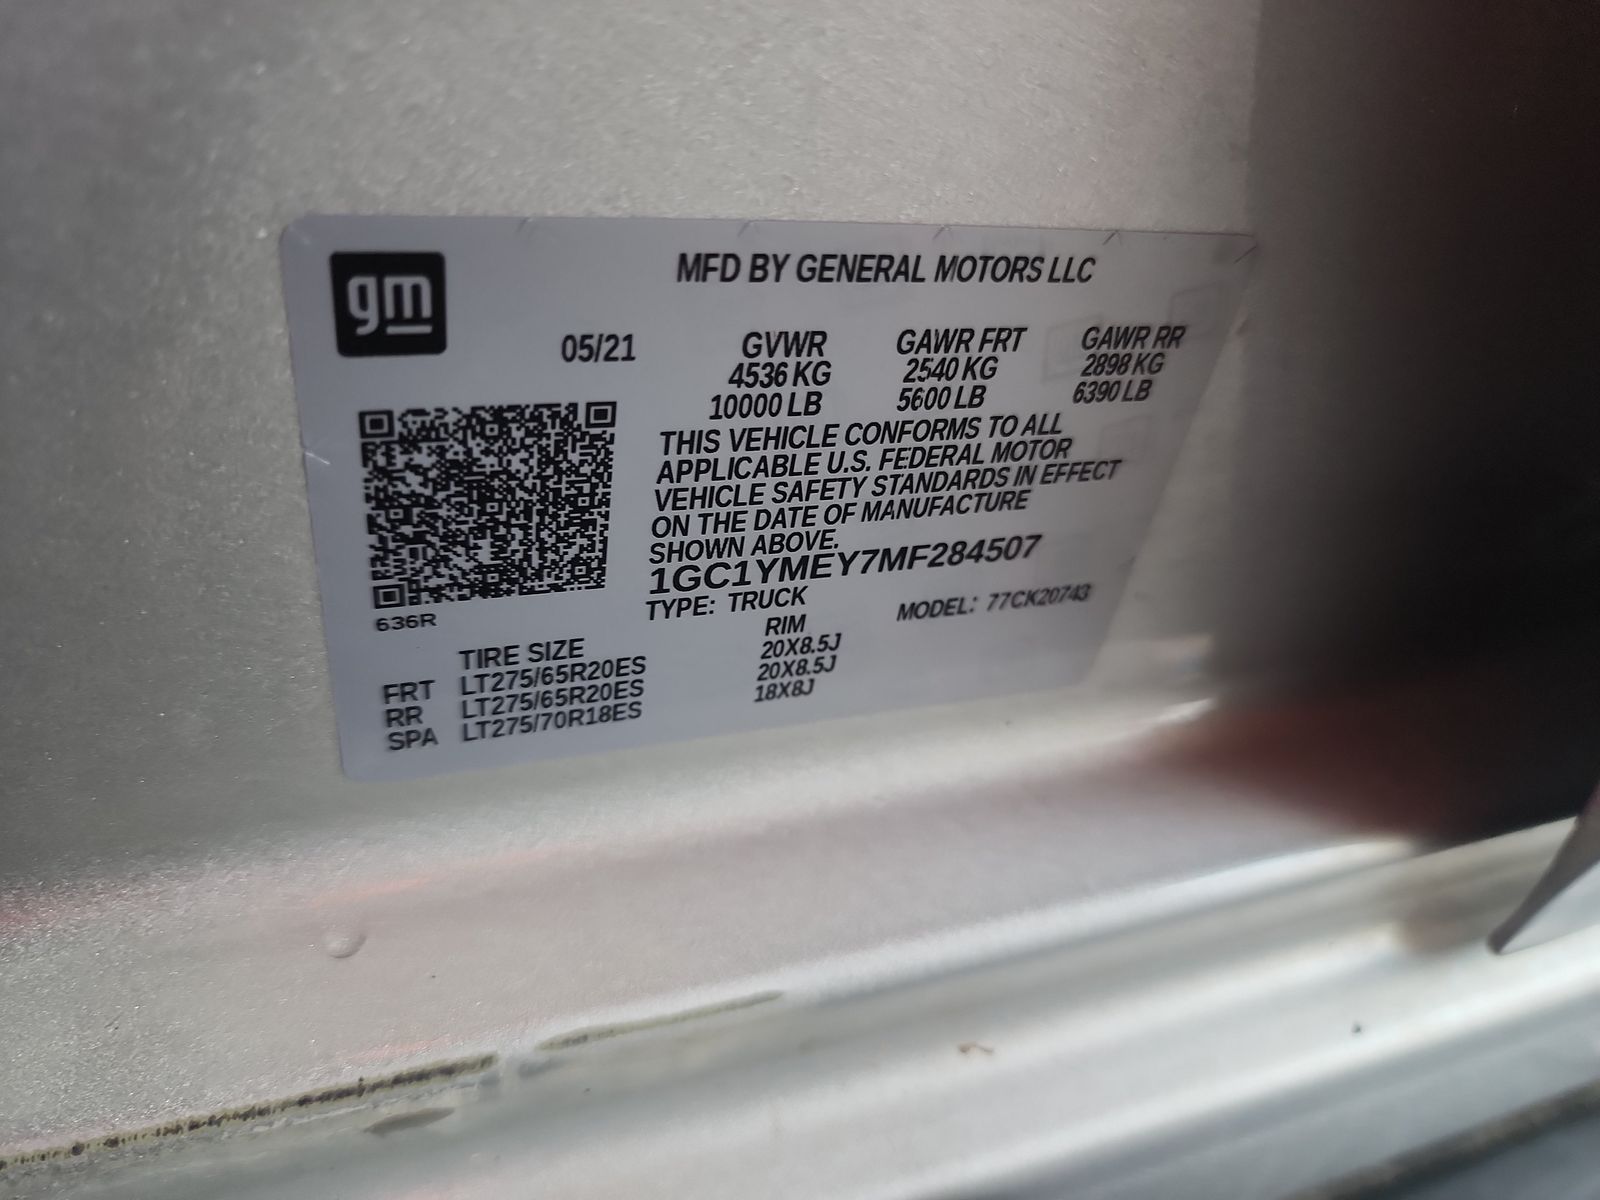 gm
MFD BY GENERAL MOTORS LLC
05/21 GVWR GAWR FRT GAWR RR
4536 KG 2540 KG 2898 KG
10000 LB 5600 LB 6390 LB
THIS VEHICLE CONFORMS TO ALL
APPLICABLE U.S. FEDERAL MOTOR
VEHICLE SAFETY STANDARDS IN EFFECT
ON THE DATE OF MANUFACTURE
SHOWN ABOVE.
1GC1YMEY7MF284507
TYPE: TRUCK MODEL: 77CK20743
636R
TIRE SIZE RIM
FRT LT275/65R20ES 20X8.5J
RR LT275/65R20ES 20X8.5J
SPA LT275/70R18ES 18X8J